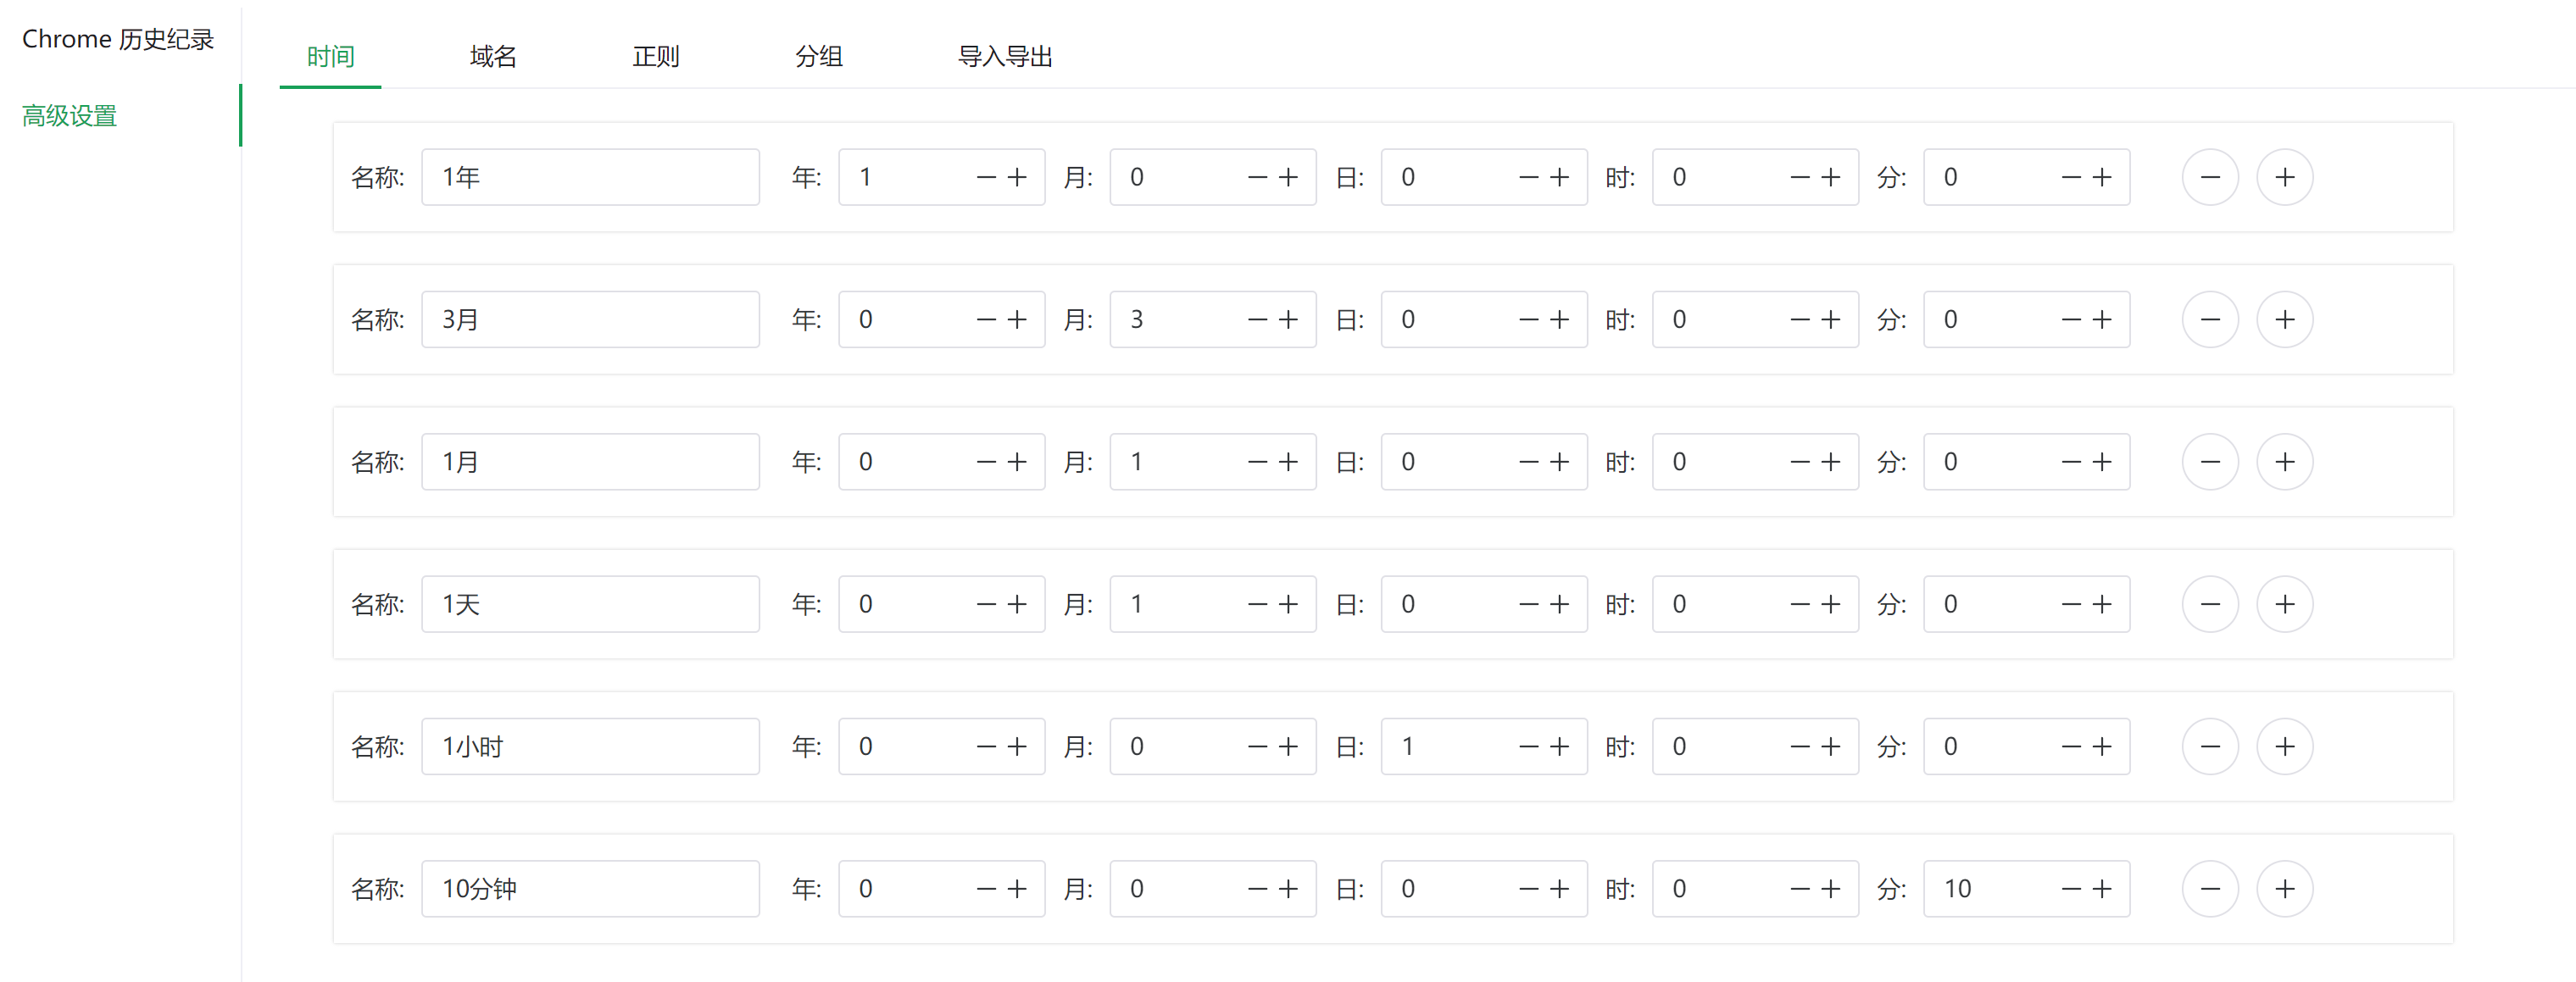 Chrome 历史纪录
高级设置
时间 域名 正则 分组 导入导出
名称: 1年 年: 1 月: 0 日: 0 时: 0 分: 0
名称: 3月 年: 0 月: 3 日: 0 时: 0 分: 0
名称: 1月 年: 0 月: 1 日: 0 时: 0 分: 0
名称: 1天 年: 0 月: 1 日: 0 时: 0 分: 0
名称: 1小时 年: 0 月: 0 日: 1 时: 0 分: 0
名称: 10分钟 年: 0 月: 0 日: 0 时: 0 分: 10